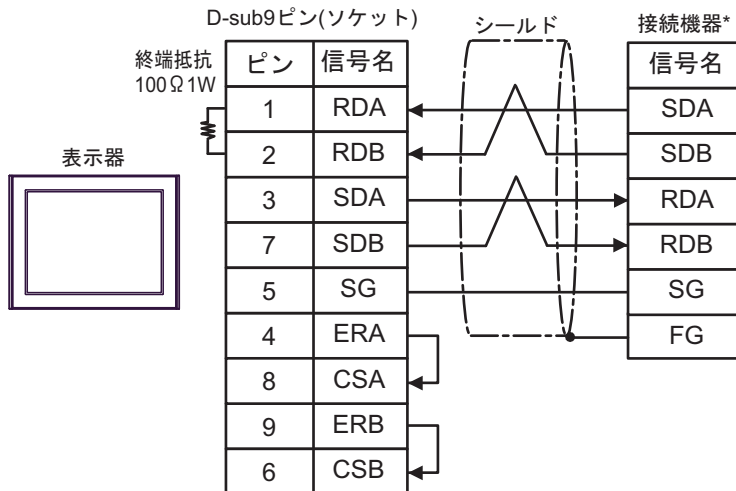 D-sub9ピン(ソケット)
シールド
接続機器*
終端抵抗
100Ω1W
表示器
ピン 信号名
1 RDA
2 RDB
3 SDA
7 SDB
5 SG
4 ERA
8 CSA
9 ERB
6 CSB
信号名
SDA
SDB
RDA
RDB
SG
FG